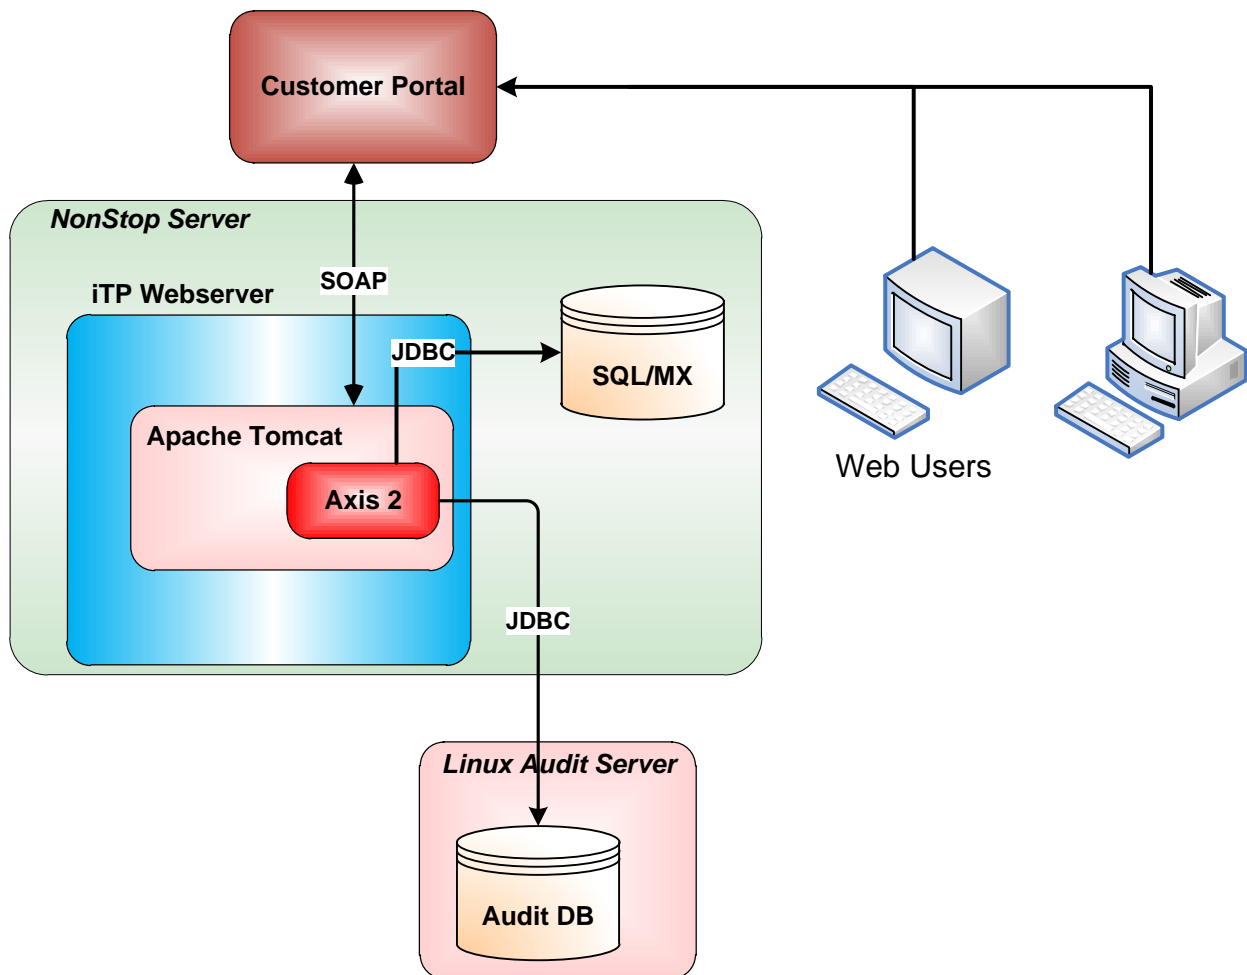 Customer Portal
NonStop Server
SOAP
iTP Webserver
JDBC
SQL/MX
Apache Tomcat
Axis 2
Web Users
JDBC
Linux Audit Server
Audit DB